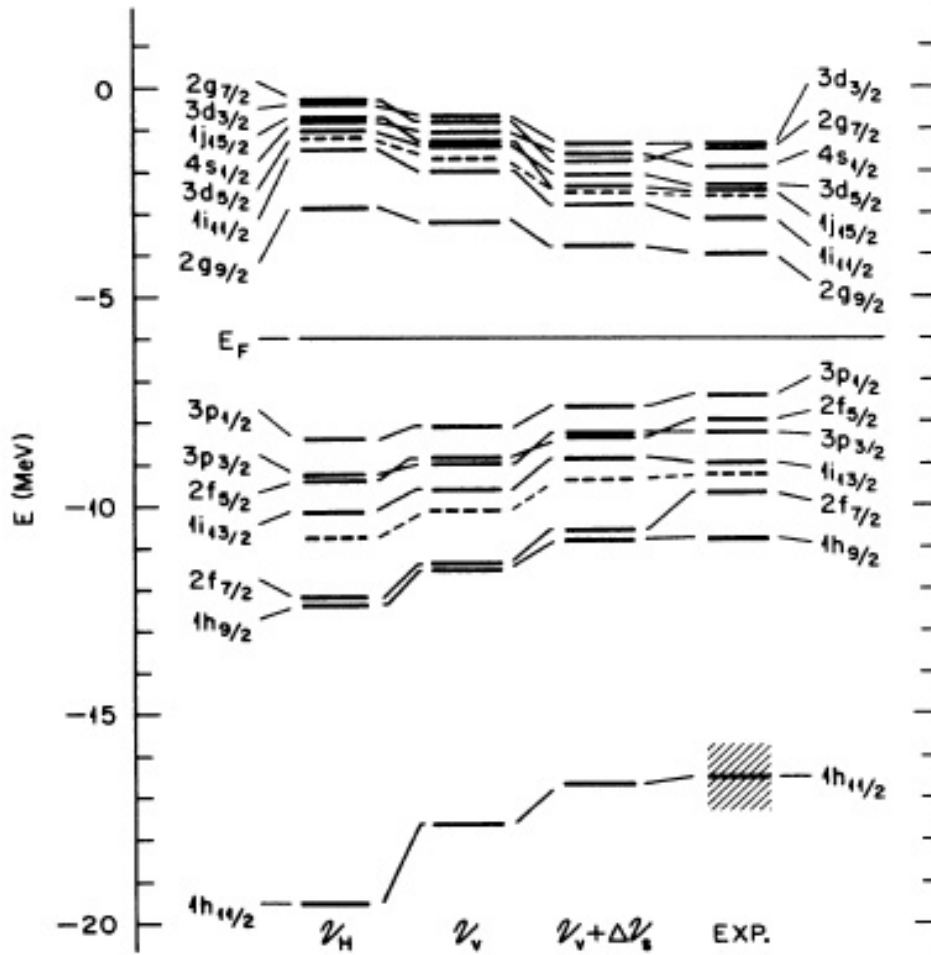 0
−5
−10
−15
−20
E (MeV)
2g7/2
3d3/2
1j15/2
4s1/2
3d5/2
1i11/2
2g9/2
EF
3p1/2
3p3/2
2f5/2
1i13/2
2f7/2
1h9/2
1h11/2
3d3/2
2g7/2
4s1/2
3d5/2
1j15/2
1i11/2
2g9/2
3p1/2
2f5/2
3p3/2
1i13/2
2f7/2
1h9/2
1h11/2
𝒱H 𝒱v 𝒱v+Δ𝒱s EXP.